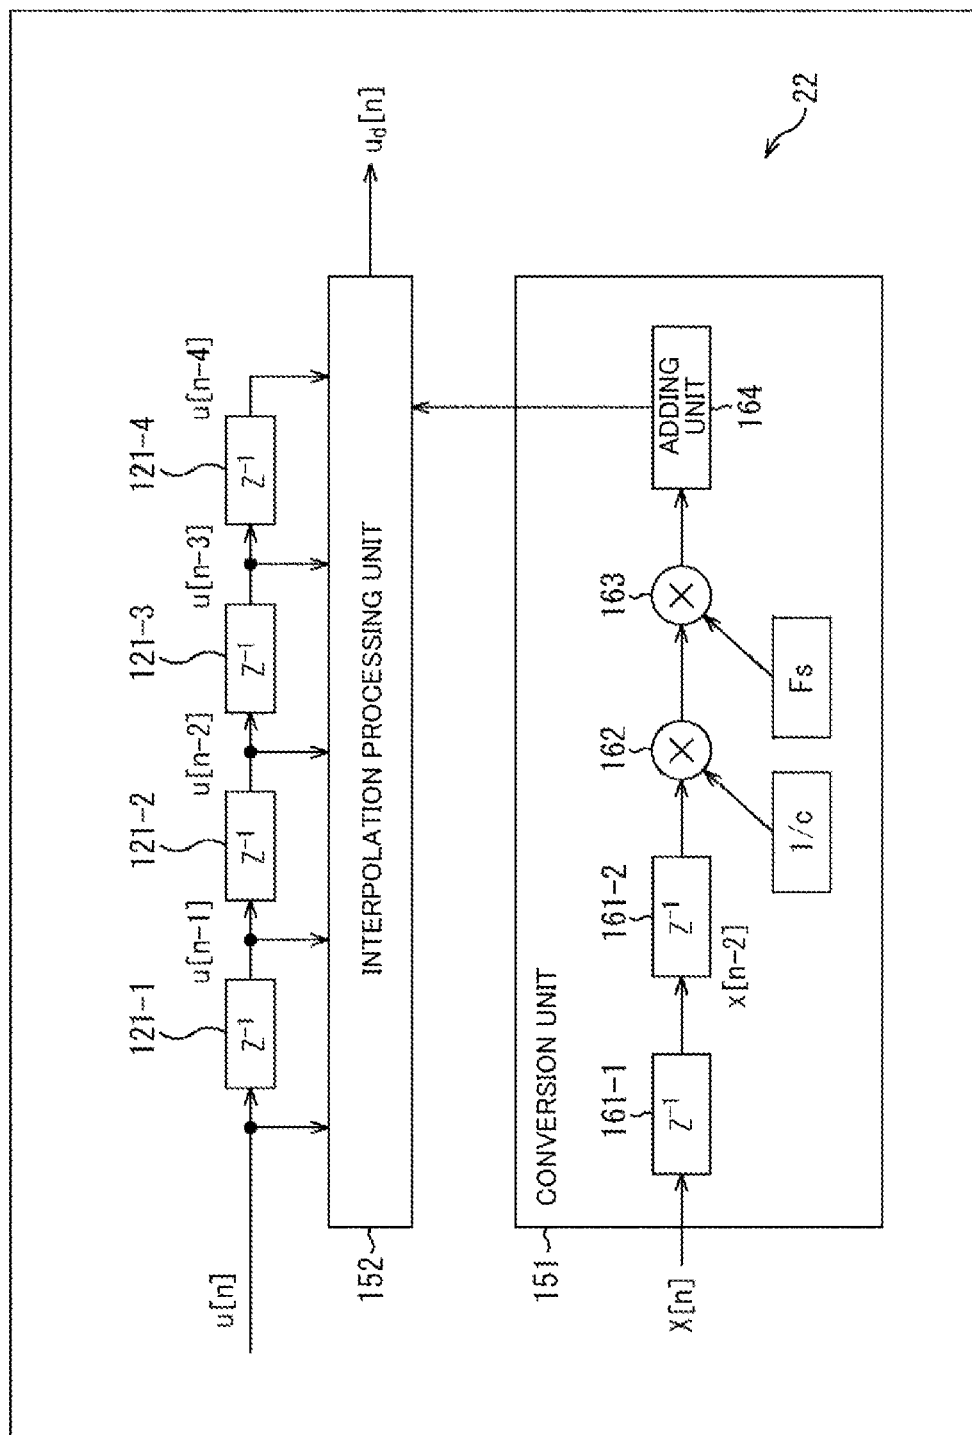 22
121-1
121-2
121-3
121-4
u[n]
u[n-1]
u[n-2]
u[n-3]
u[n-4]
Z⁻¹
Z⁻¹
Z⁻¹
Z⁻¹
INTERPOLATION PROCESSING UNIT
u_d[n]
152
151
CONVERSION UNIT
161-1
161-2
162
163
X[n]
Z⁻¹
Z⁻¹
×
×
ADDING
UNIT
x[n-2]
164
1/c
Fs